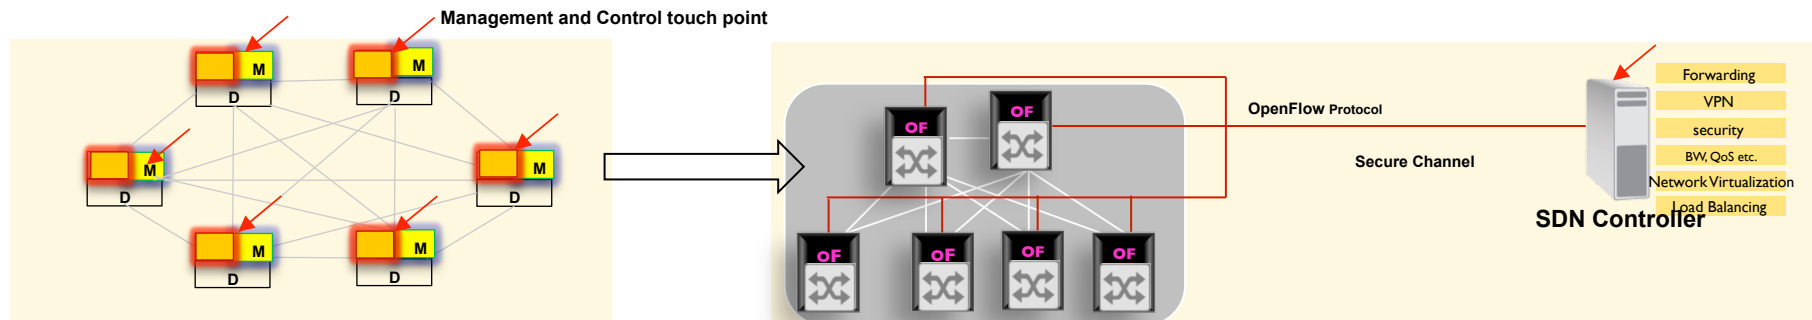 Management and Control touch point
M
D
M
D
M
D
M
D
M
D
M
D
OF
OF
OF
OF
OF
OF
OpenFlow Protocol
Secure Channel
SDN Controller
Forwarding
VPN
security
BW, QoS etc.
Network Virtualization
Load Balancing